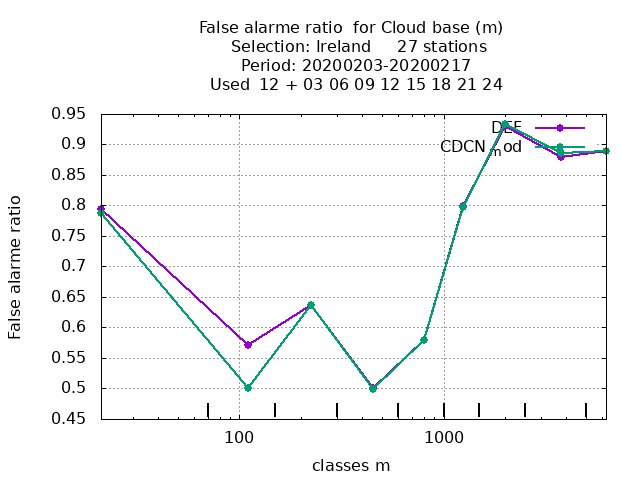 False alarme ratio  for Cloud base (m)
Selection: Ireland     27 stations
Period: 20200203-20200217
Used  12 + 03 06 09 12 15 18 21 24
0.95
0.9
0.85
0.8
0.75
0.7
0.65
0.6
0.55
0.5
0.45
100
1000
classes m
False alarme ratio
DEF
CDCN mod